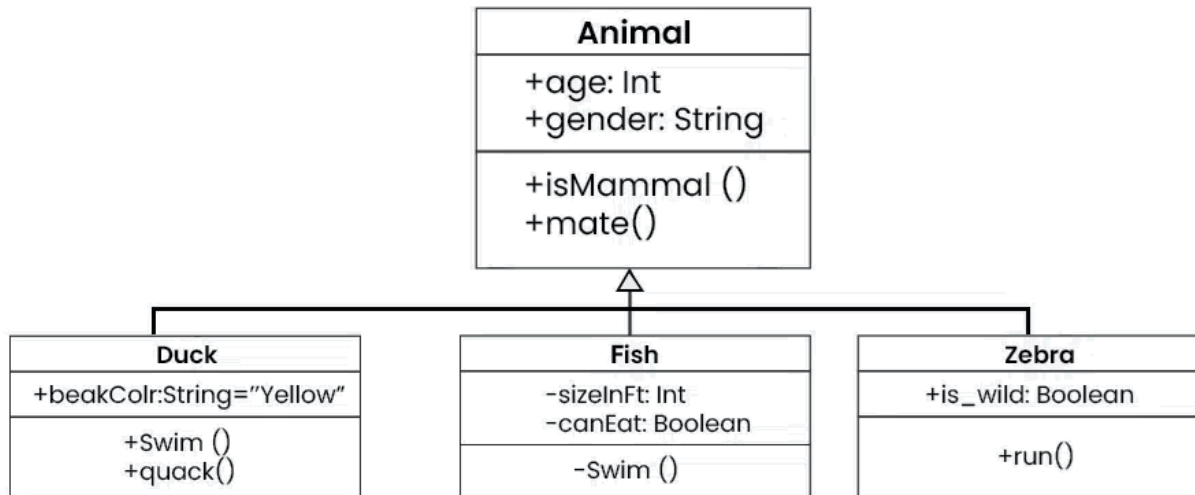 Animal
+age: Int
+gender: String
+isMammal ()
+mate()
Duck
+beakColr:String="Yellow"
+Swim ()
+quack()
Fish
-sizeInFt: Int
-canEat: Boolean
-Swim ()
Zebra
+is_wild: Boolean
+run()